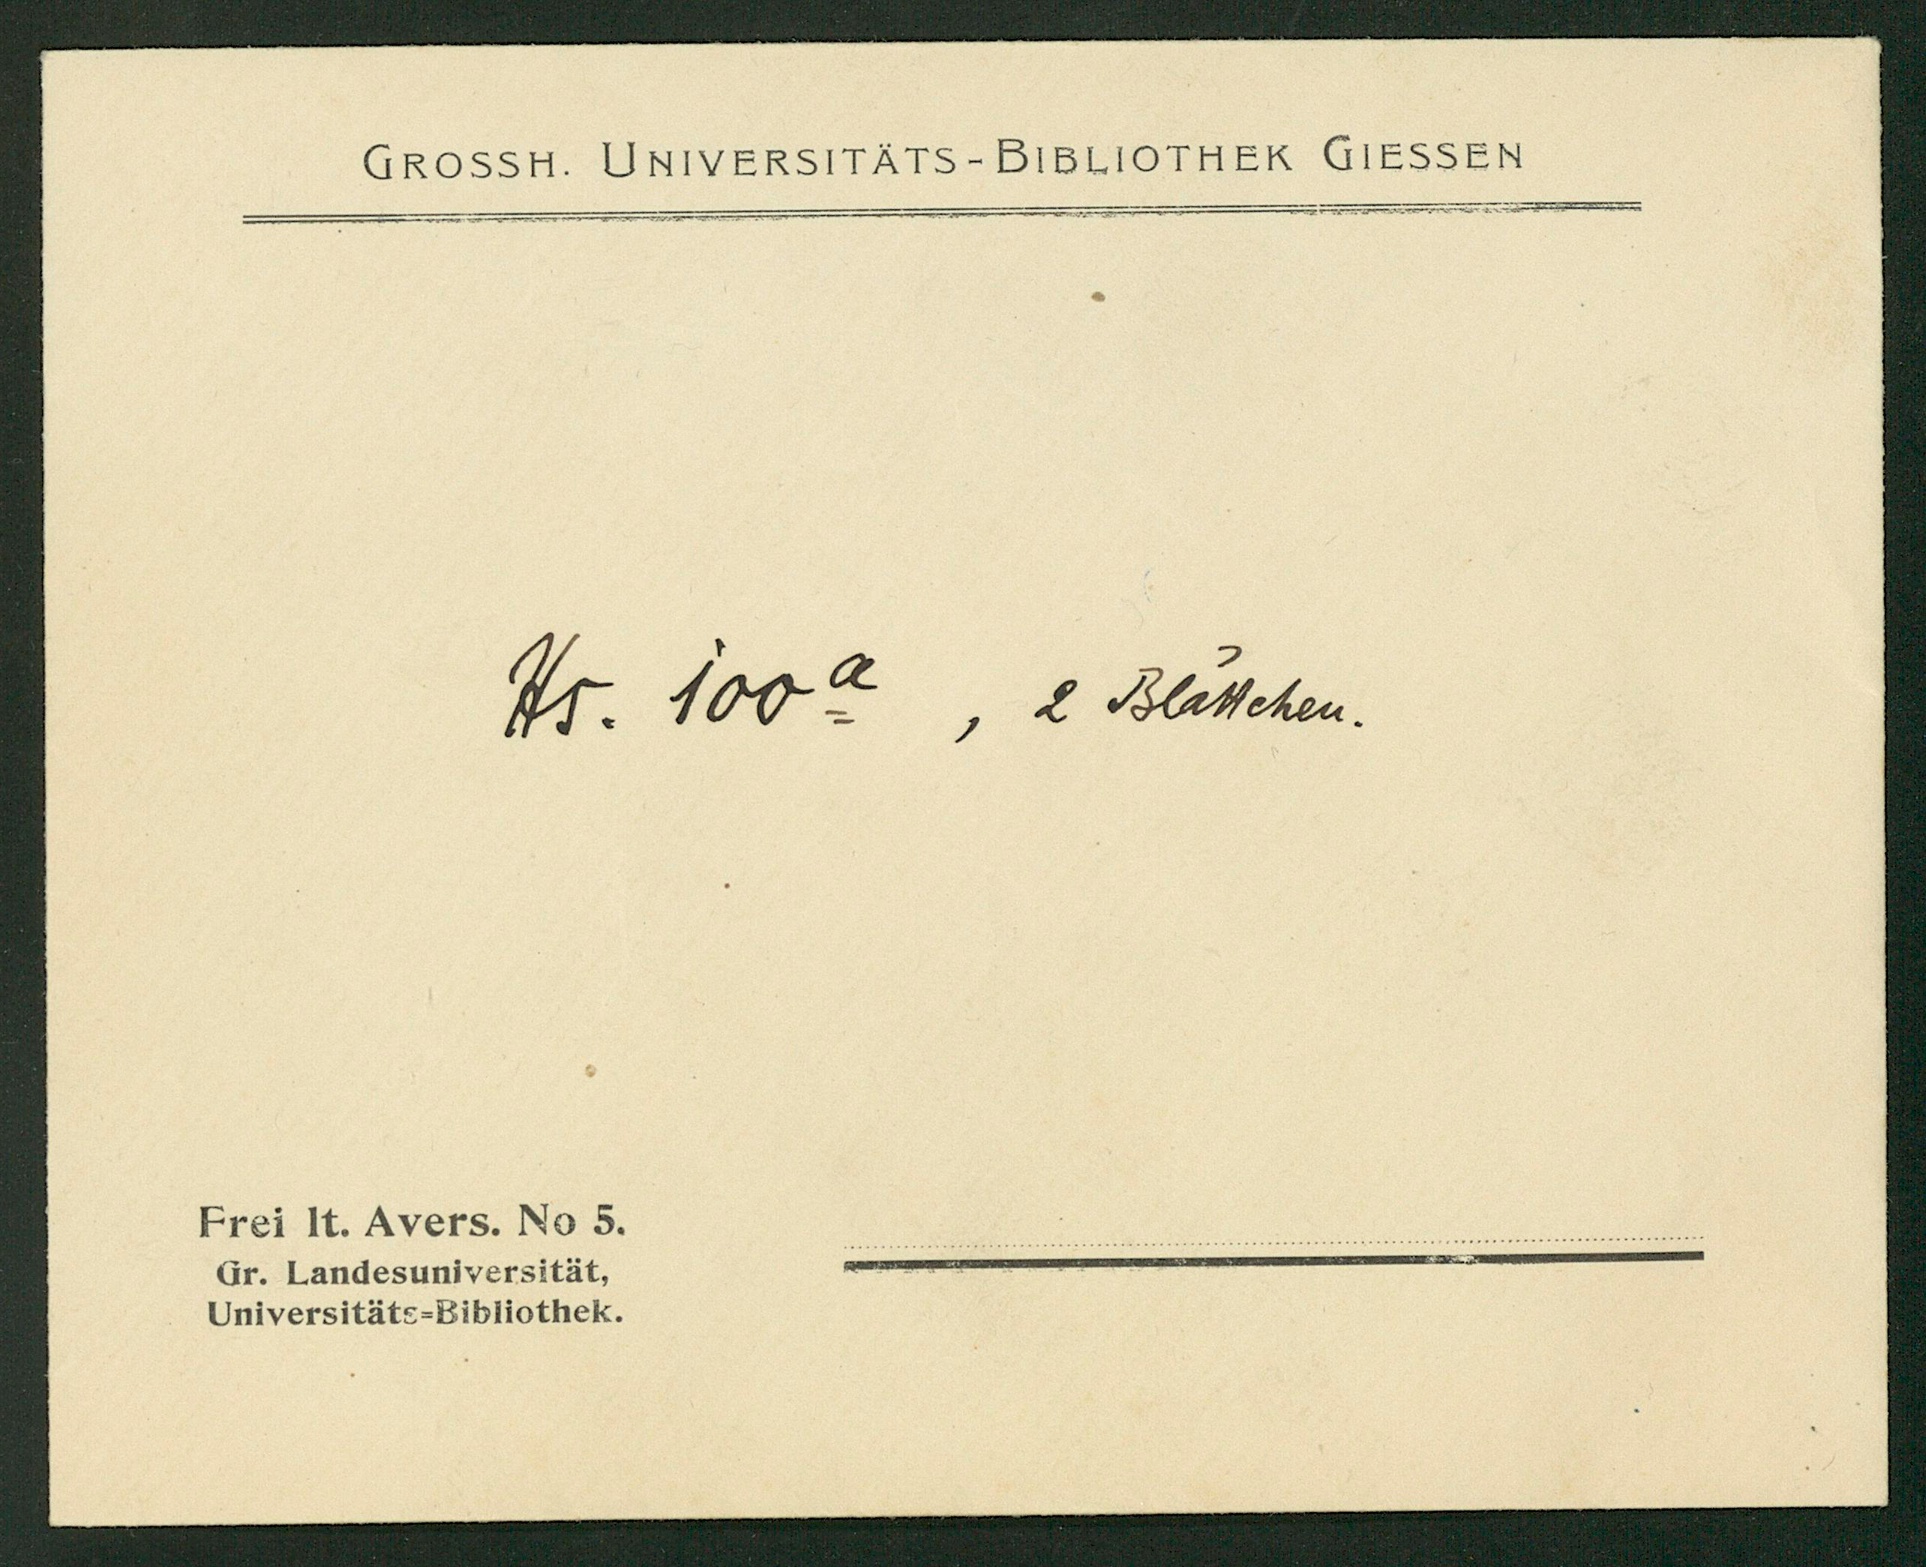 GROSSH. UNIVERSITÄTS-BIBLIOTHEK GIESSEN
Hs. 100a, 2 Blättchen.
Frei lt. Avers. No 5.
Gr. Landesuniversität,
Universitäts=Bibliothek.